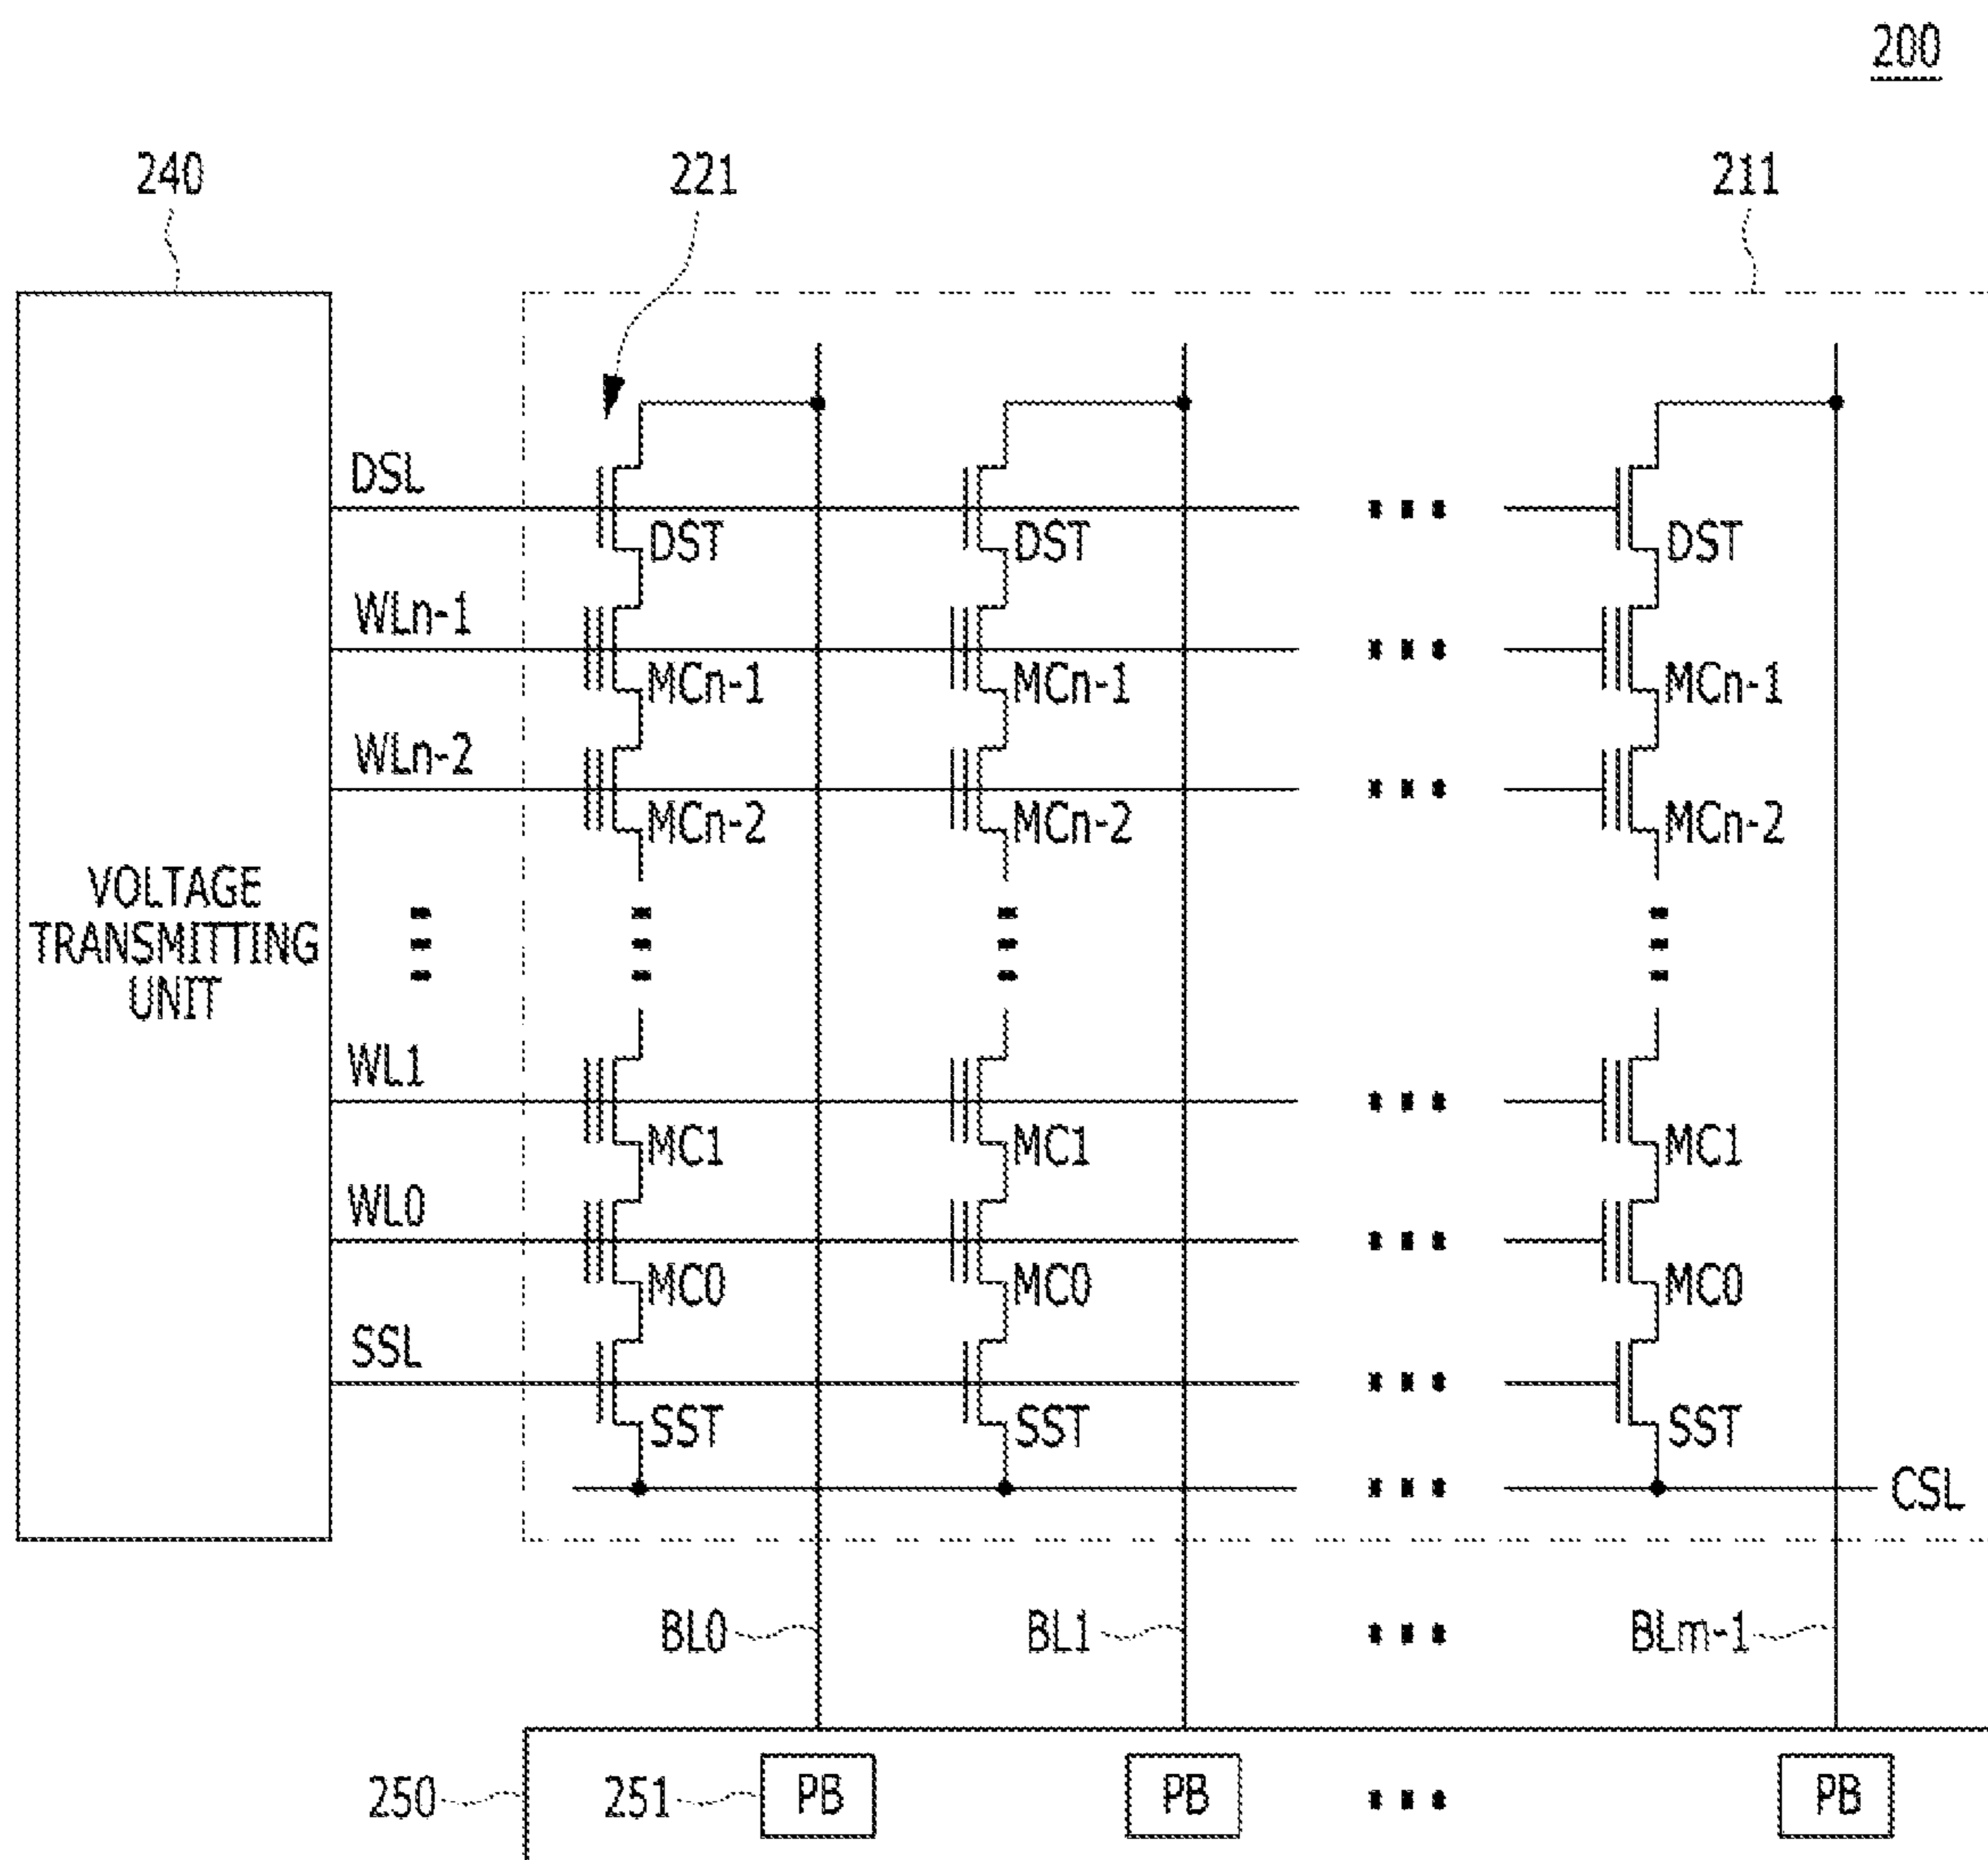 200
240
221
211
DSL
DST DST DST
WLn-1
MCn-1 MCn-1 MCn-1
WLn-2
MCn-2 MCn-2 MCn-2
VOLTAGE
TRANSMITTING
UNIT
WL1
MC1 MC1 MC1
WL0
MC0 MC0 MC0
SSL
SST SST SST
CSL
BL0 BL1 BLm-1
250 251 PB PB PB